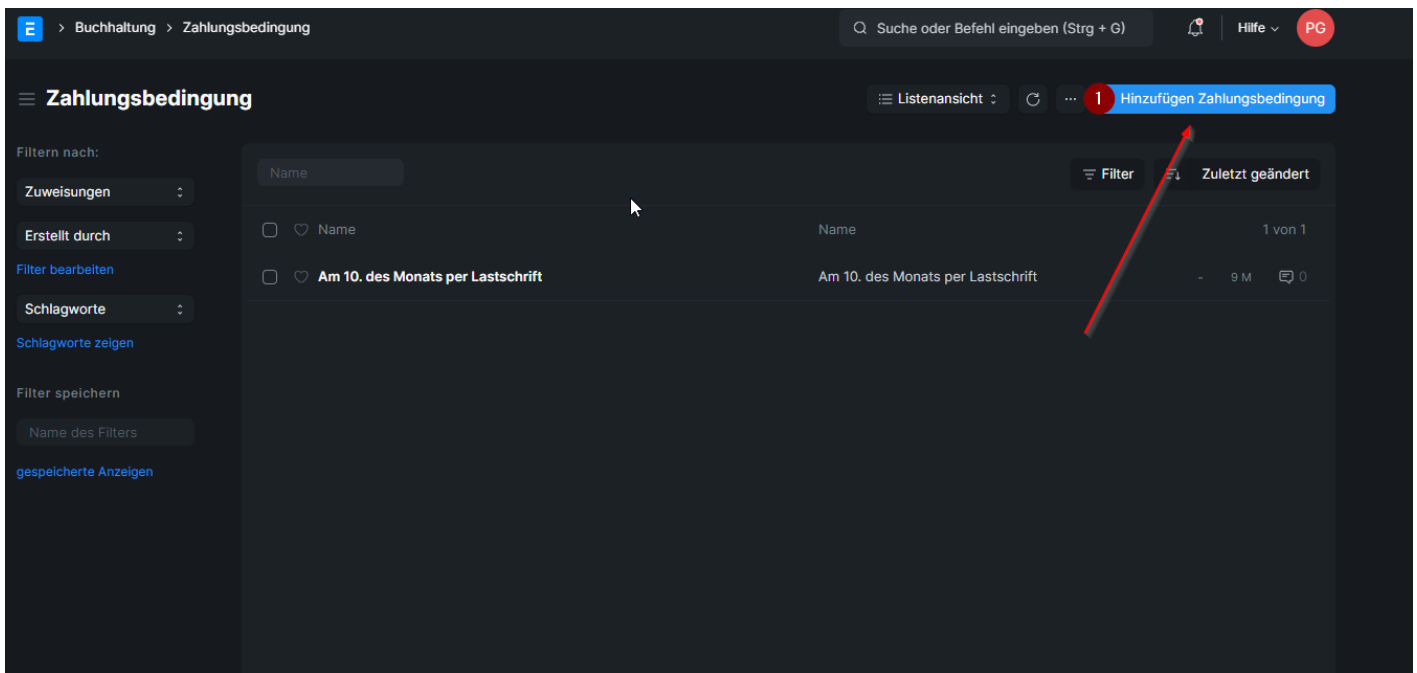 E > Buchhaltung > Zahlungsbedingung
Suche oder Befehl eingeben (Strg + G)
Hilfe
PG
Zahlungsbedingung
Listenansicht
...
1
Hinzufügen Zahlungsbedingung
Filtern nach:
Zuweisungen
Erstellt durch
Filter bearbeiten
Schlagworte
Schlagworte zeigen
Filter speichern
Name des Filters
gespeicherte Anzeigen
Name
Filter
Zuletzt geändert
Name Name 1 von 1
Am 10. des Monats per Lastschrift Am 10. des Monats per Lastschrift - 9 M 0